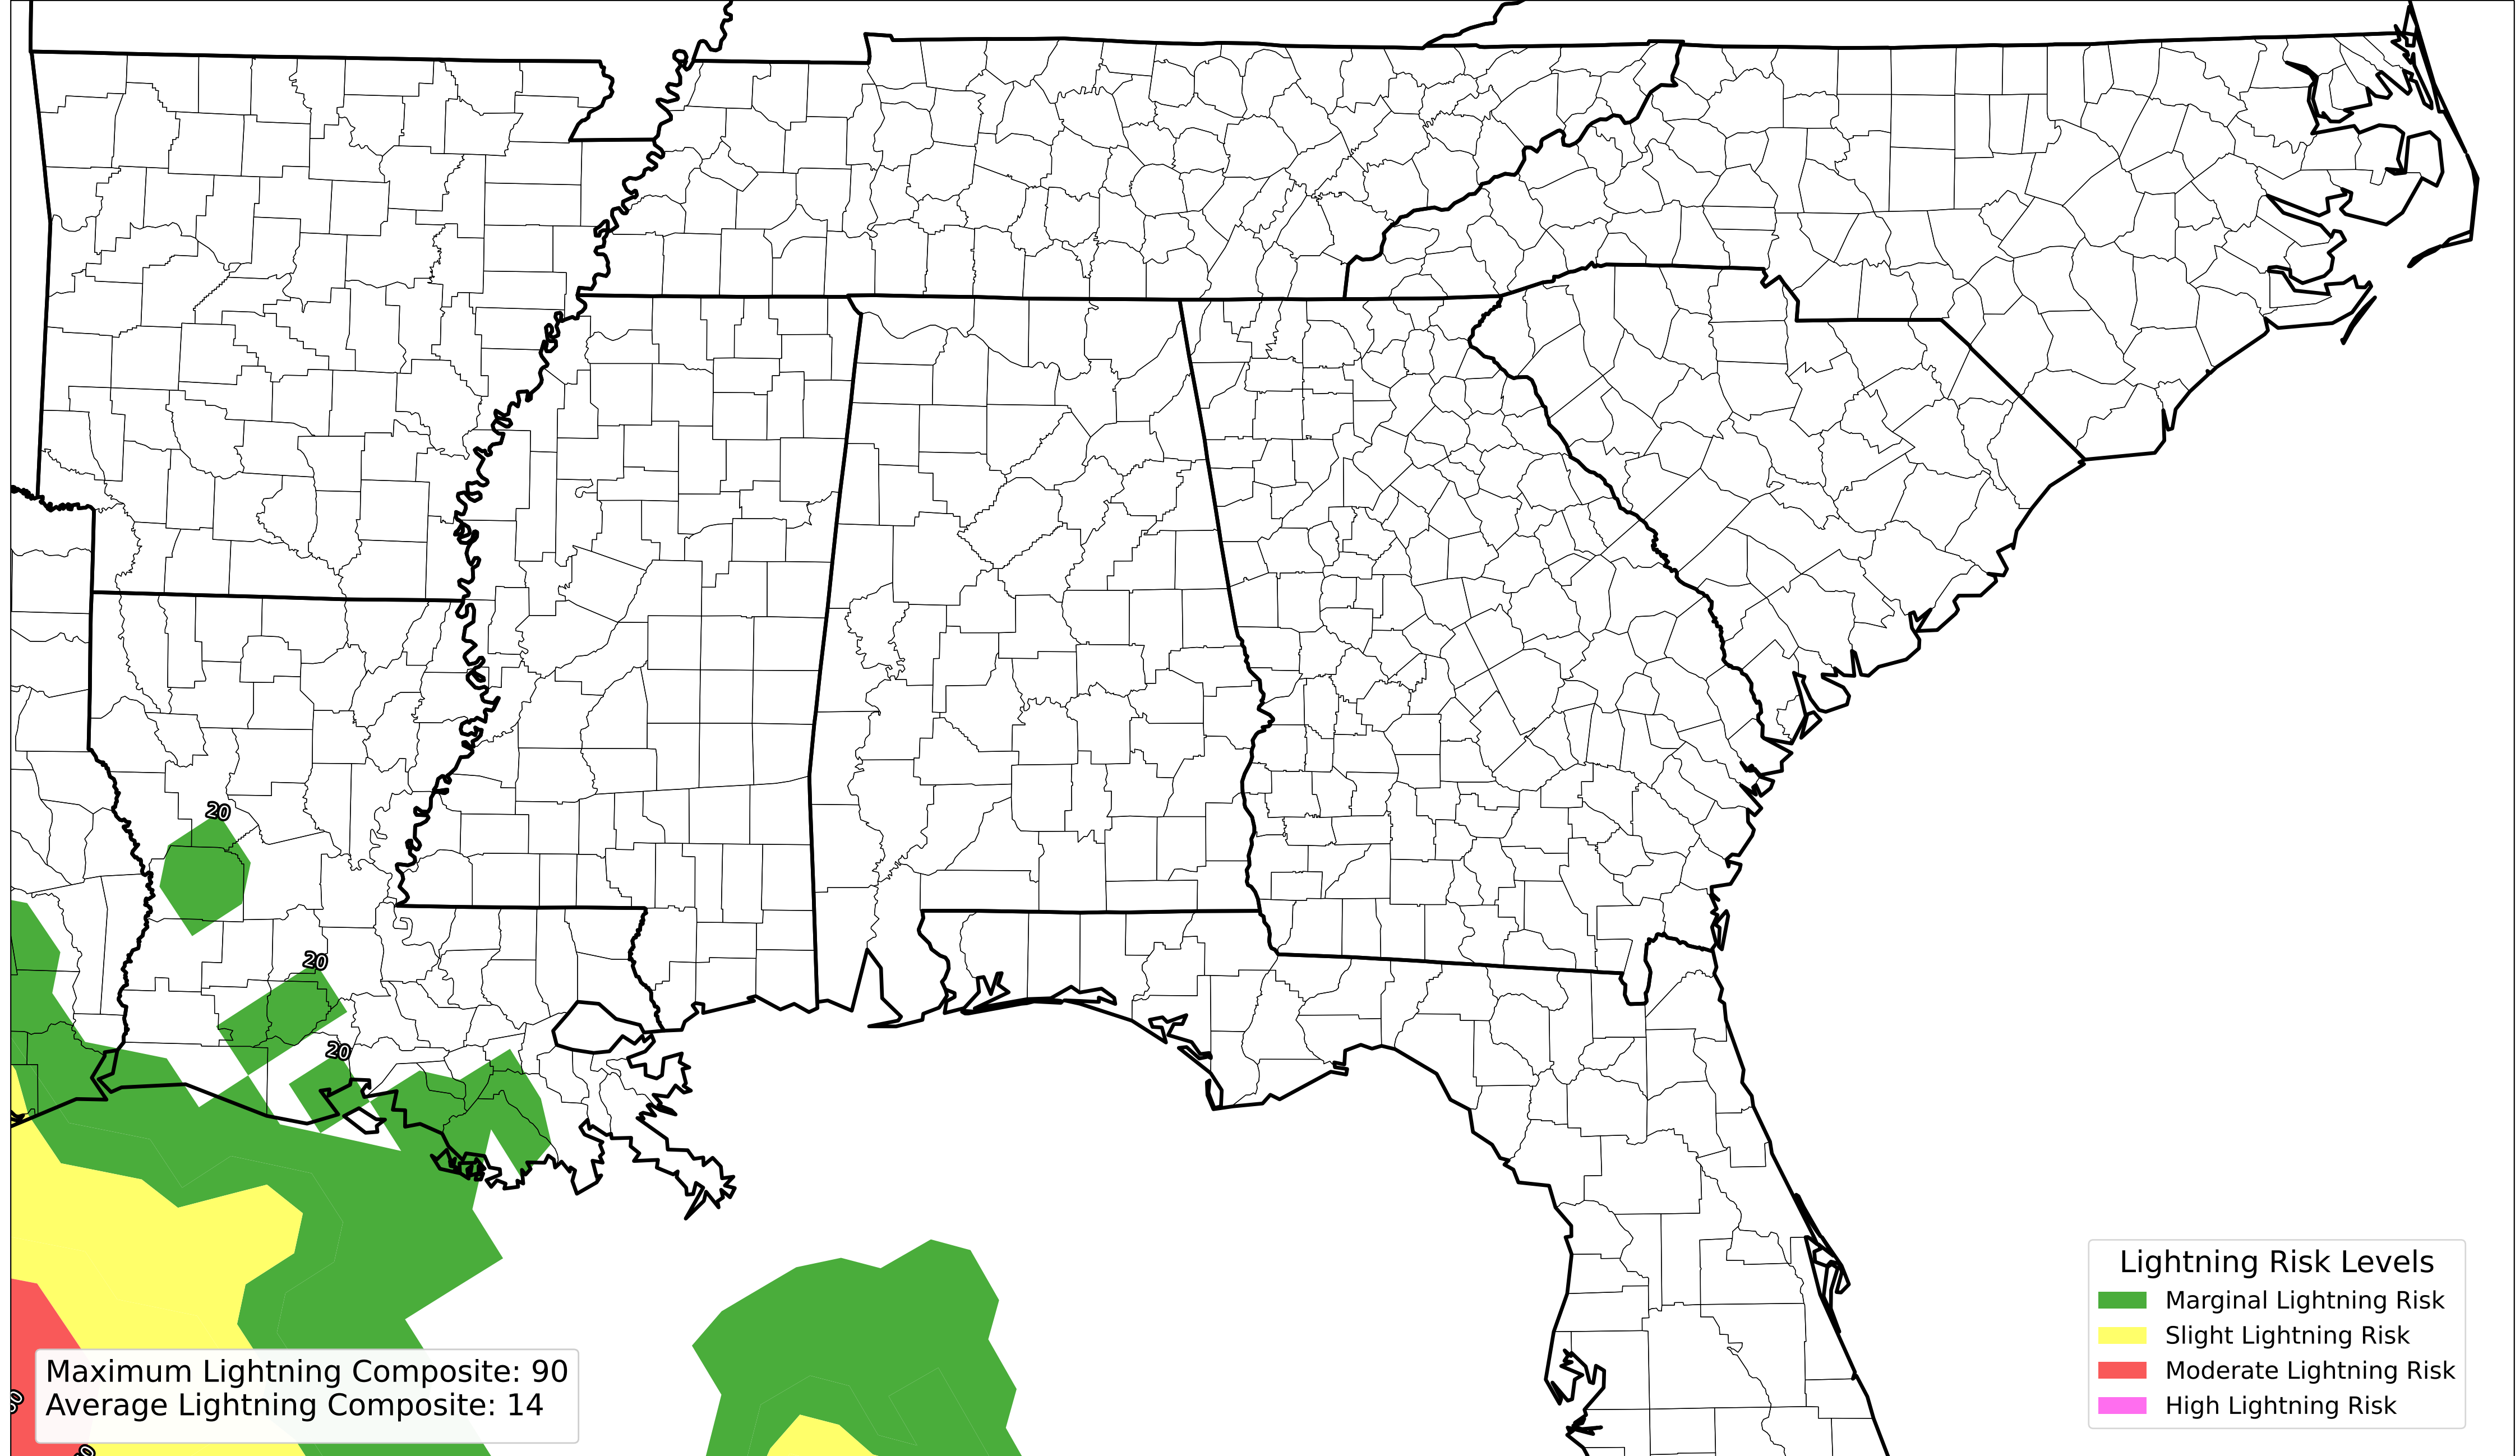 20
20
20
Maximum Lightning Composite: 90
Average Lightning Composite: 14
Lightning Risk Levels
Marginal Lightning Risk
Slight Lightning Risk
Moderate Lightning Risk
High Lightning Risk